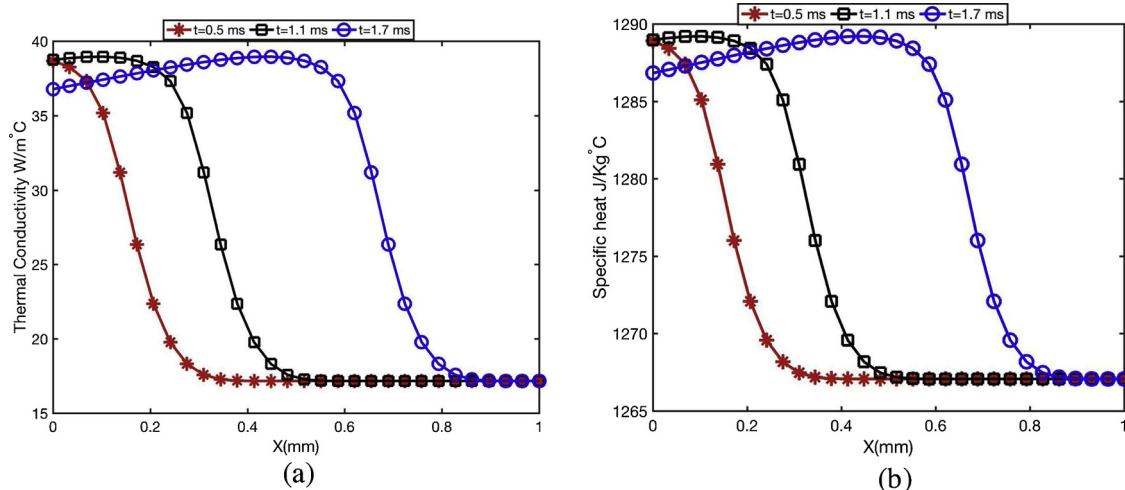 t=0.5 ms t=1.1 ms t=1.7 ms
40
35
30
25
20
15
Thermal Conductivity W/m°C
0 0.2 0.4 0.6 0.8 1
X(mm)
(a)
t=0.5 ms t=1.1 ms t=1.7 ms
1290
1285
1280
1275
1270
1265
Specific heat J/Kg°C
0 0.2 0.4 0.6 0.8 1
X(mm)
(b)